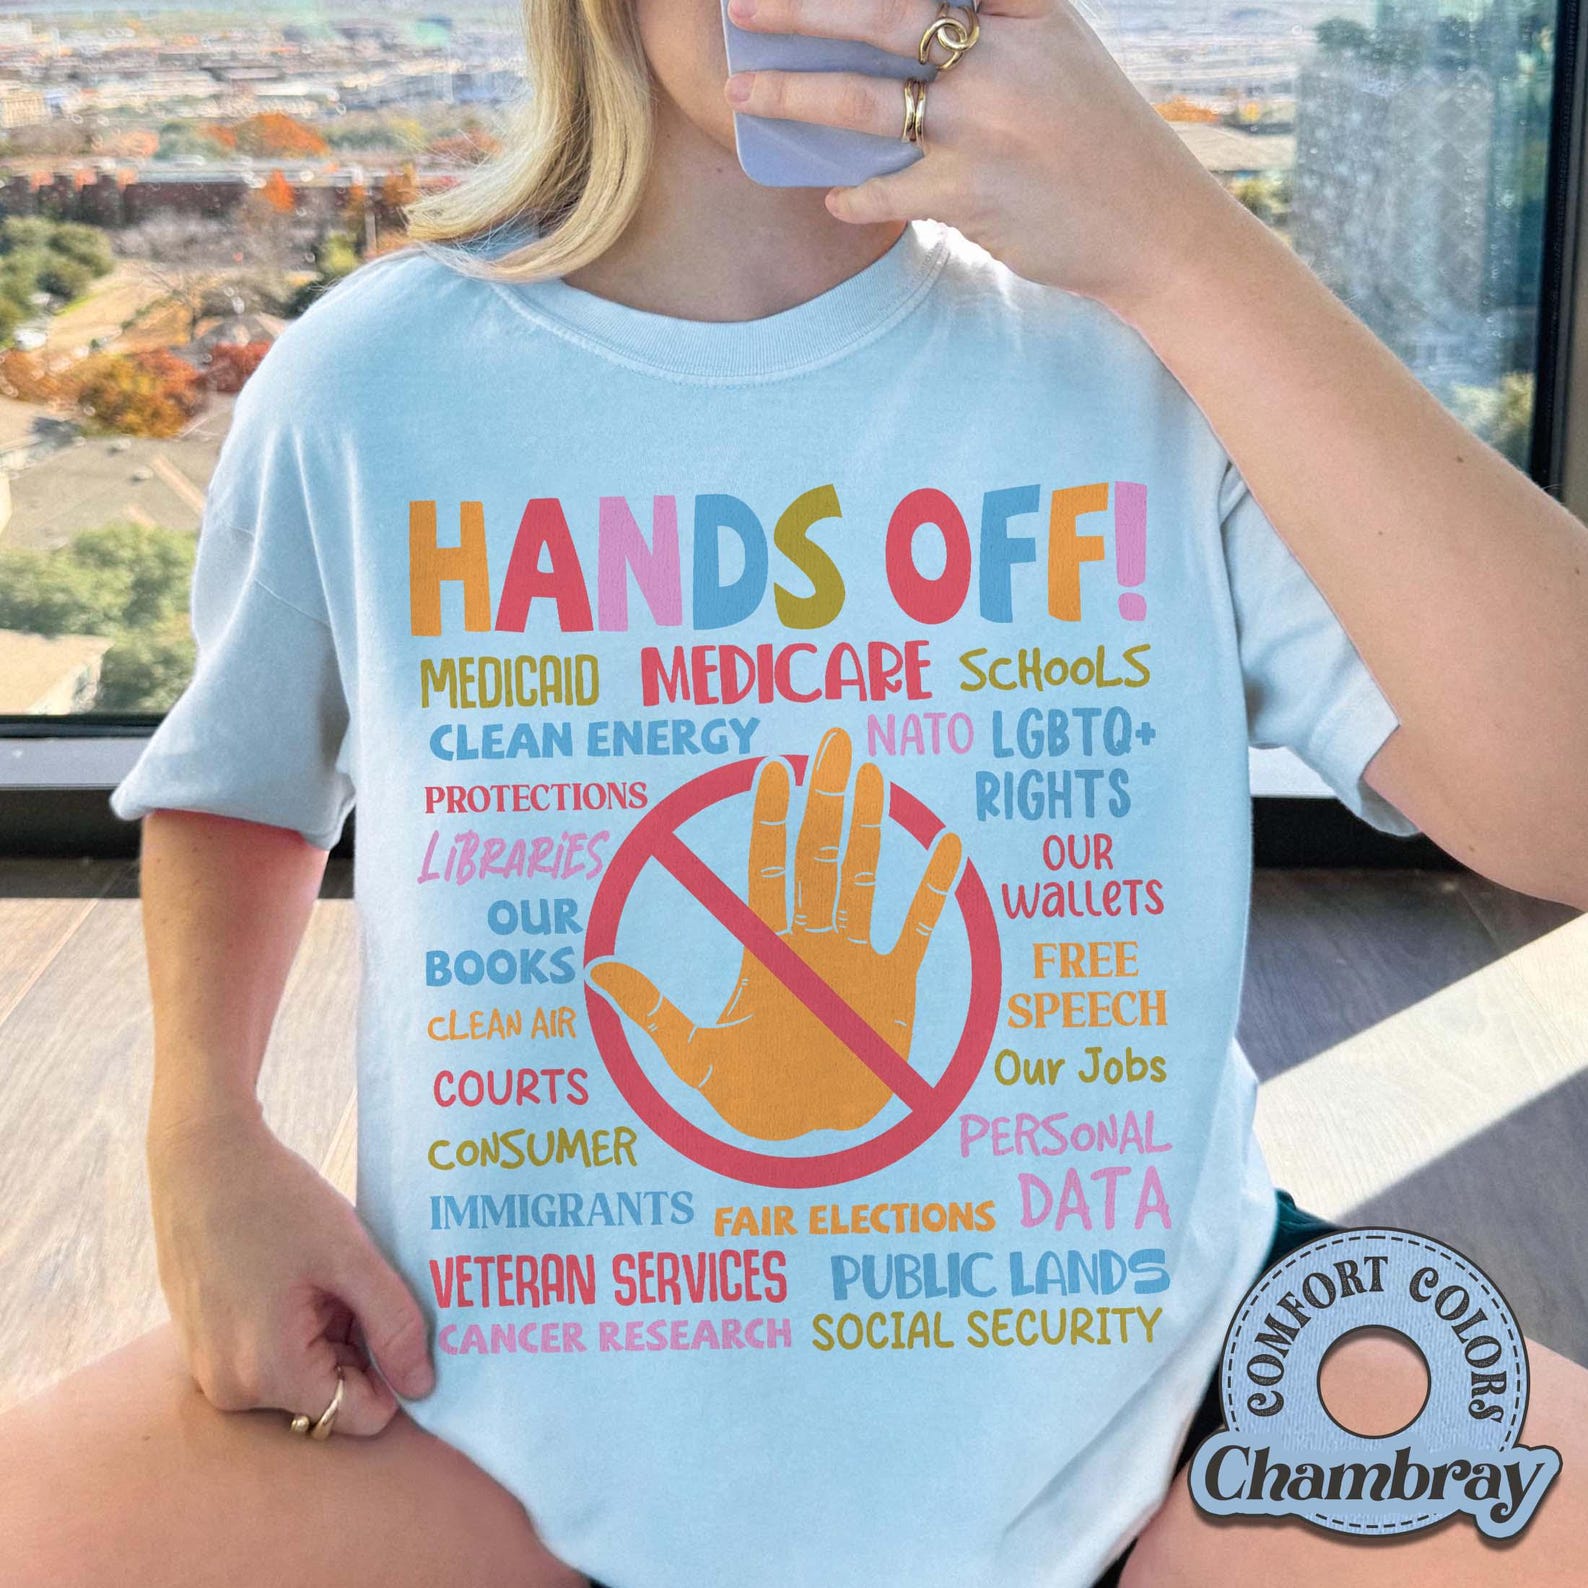 HANDS OFF!
MEDICAID MEDICARE SCHOOLS
CLEAN ENERGY NATO LGBTQ+
PROTECTIONS RIGHTS
LIBRARIES OUR
WALLETS
OUR
BOOKS FREE
SPEECH
CLEAN AIR
COURTS Our Jobs
CONSUMER PERSONAL
DATA
IMMIGRANTS FAIR ELECTIONS
VETERAN SERVICES PUBLIC LANDS
CANCER RESEARCH SOCIAL SECURITY
COMFORT COLORS
Chambray